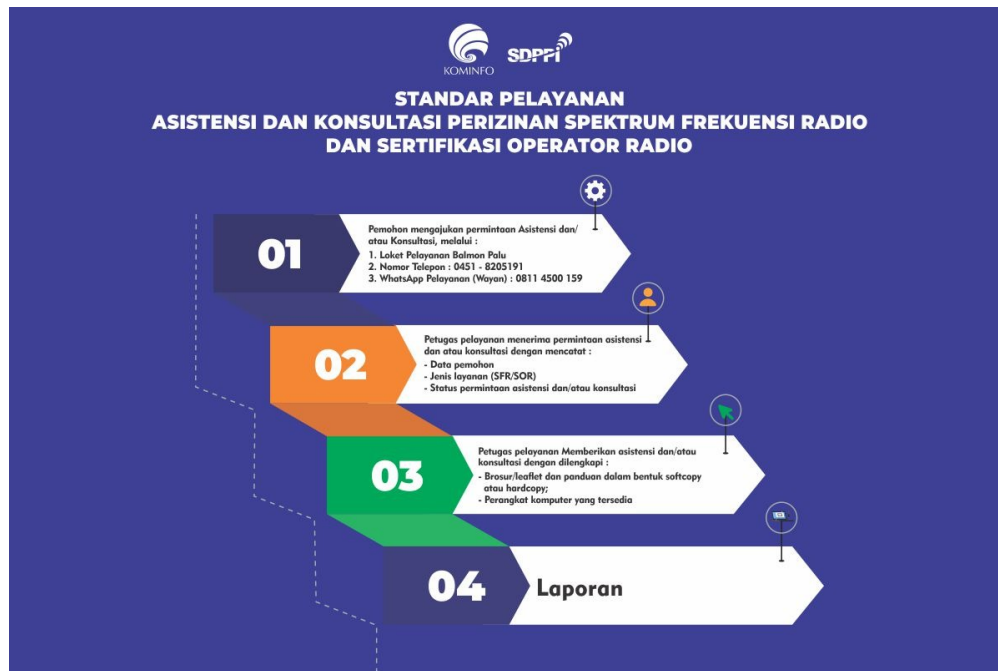 KOMINFO
SDPPI
STANDAR PELAYANAN
ASISTENSI DAN KONSULTASI PERIZINAN SPEKTRUM FREKUENSI RADIO
DAN SERTIFIKASI OPERATOR RADIO
01
Pemohon mengajukan permintaan Asistensi dan/
atau Konsultasi, melalui :
1. Loket Pelayanan Balmon Palu
2. Nomor Telepon : 0451 - 8205191
3. WhatsApp Pelayanan (Wayan) : 0811 4500 159
02
Petugas pelayanan menerima permintaan asistensi
dan atau konsultasi dengan mencatat :
- Data pemohon
- Jenis layanan (SFR/SOR)
- Status permintaan asistensi dan/atau konsultasi
03
Petugas pelayanan Memberikan asistensi dan/atau
konsultasi dengan dilengkapi :
- Brosur/leaflet dan panduan dalam bentuk softcopy
atau hardcopy;
- Perangkat komputer yang tersedia
04
Laporan